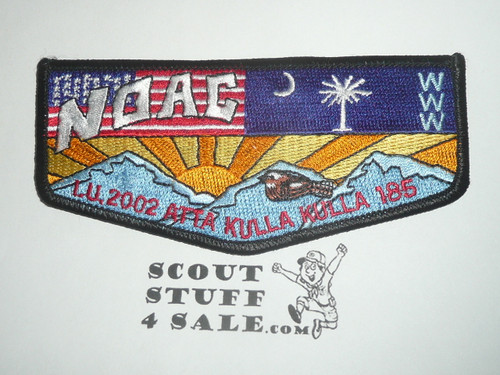 NOAC
WWW
I.U. 2002 ATTA KULLA KULLA 185
SCOUT
STUFF
4 SALE.com